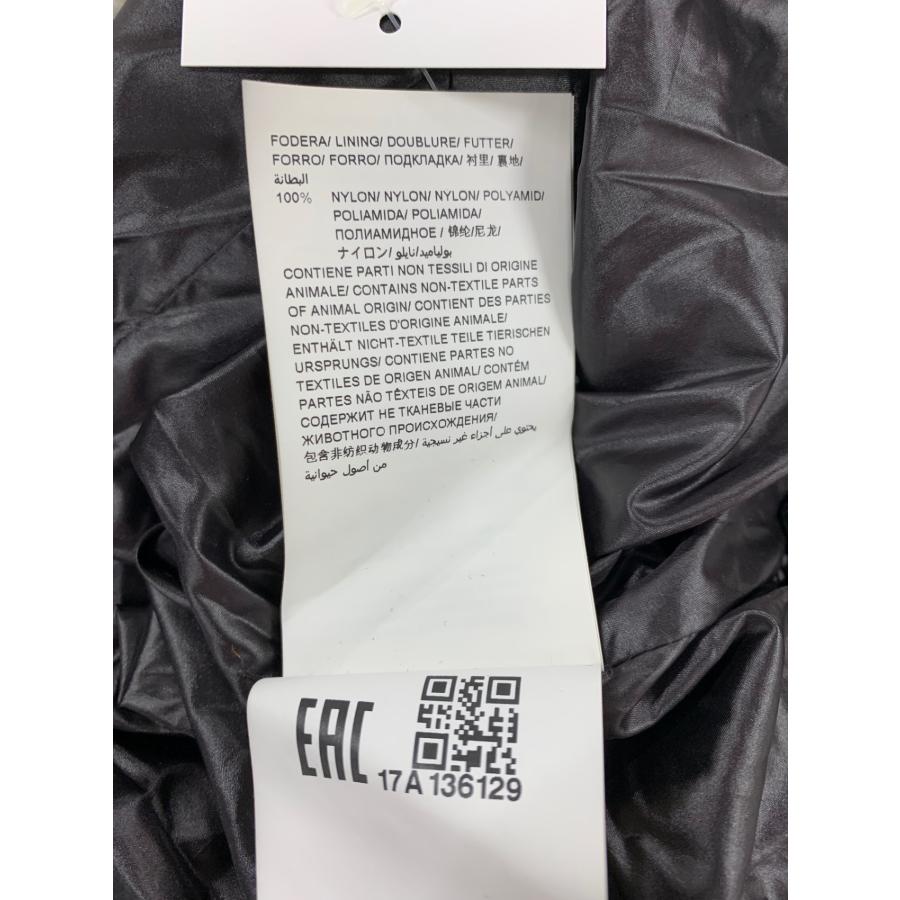 FODERA/ LINING/ DOUBLURE/ FUTTER/
FORRO/ FORRO/ ПОДКЛАДКА/ 衬里/ 裏地/
البطانة
100% NYLON/ NYLON/ NYLON/ POLYAMID/
POLIAMIDA/ POLIAMIDA/
ПОЛИАМИДНОЕ / 锦纶/尼龙/
ナイロン/ بولياميد/نايلو
CONTIENE PARTI NON TESSILI DI ORIGINE
ANIMALE/ CONTAINS NON-TEXTILE PARTS
OF ANIMAL ORIGIN/ CONTIENT DES PARTIES
NON-TEXTILES D'ORIGINE ANIMALE/
ENTHÄLT NICHT-TEXTILE TEILE TIERISCHEN
URSPRUNGS/ CONTIENE PARTES NO
TEXTILES DE ORIGEN ANIMAL/ CONTÉM
PARTES NÃO TÊXTEIS DE ORIGEM ANIMAL/
СОДЕРЖИТ НЕ ТКАНЕВЫЕ ЧАСТИ
ЖИВОТНОГО ПРОИСХОЖДЕНИЯ/
包含非纺织动物成分/ يحتوي على أجزاء غير نسيجية
من أصول حيوانية
EAC
17A 136129